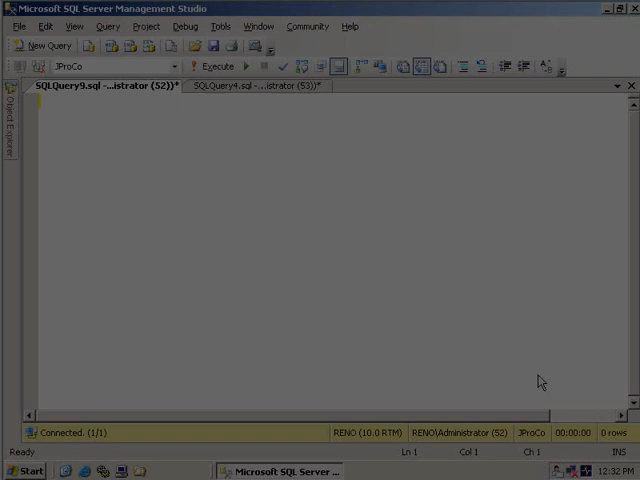 Microsoft SQL Server Management Studio
File Edit View Query Project Debug Tools Window Community Help
New Query
JProCo Execute
SQLQuery9.sql -...istrator (52))* SQLQuery4.sql -...istrator (53))*
Object Explorer
Connected. (1/1) RENO (10.0 RTM) RENO\Administrator (52) JProCo 00:00:00 0 rows
Ready Ln 1 Col 1 Ch 1 INS
Start Microsoft SQL Server ... 12:32 PM